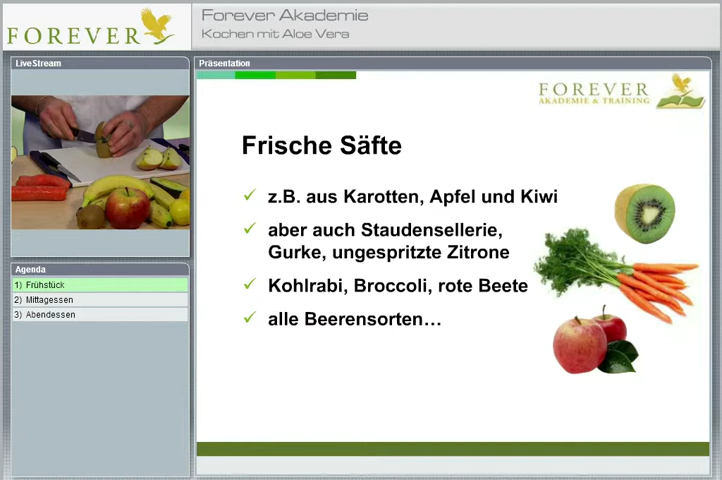 FOREVER
Forever Akademie
Kochen mit Aloe Vera
LiveStream
Präsentation
FOREVER
AKADEMIE & TRAINING
Frische Säfte
z.B. aus Karotten, Apfel und Kiwi
aber auch Staudensellerie,
Gurke, ungespritzte Zitrone
Kohlrabi, Broccoli, rote Beete
alle Beerensorten…
Agenda
1) Frühstück
2) Mittagessen
3) Abendessen